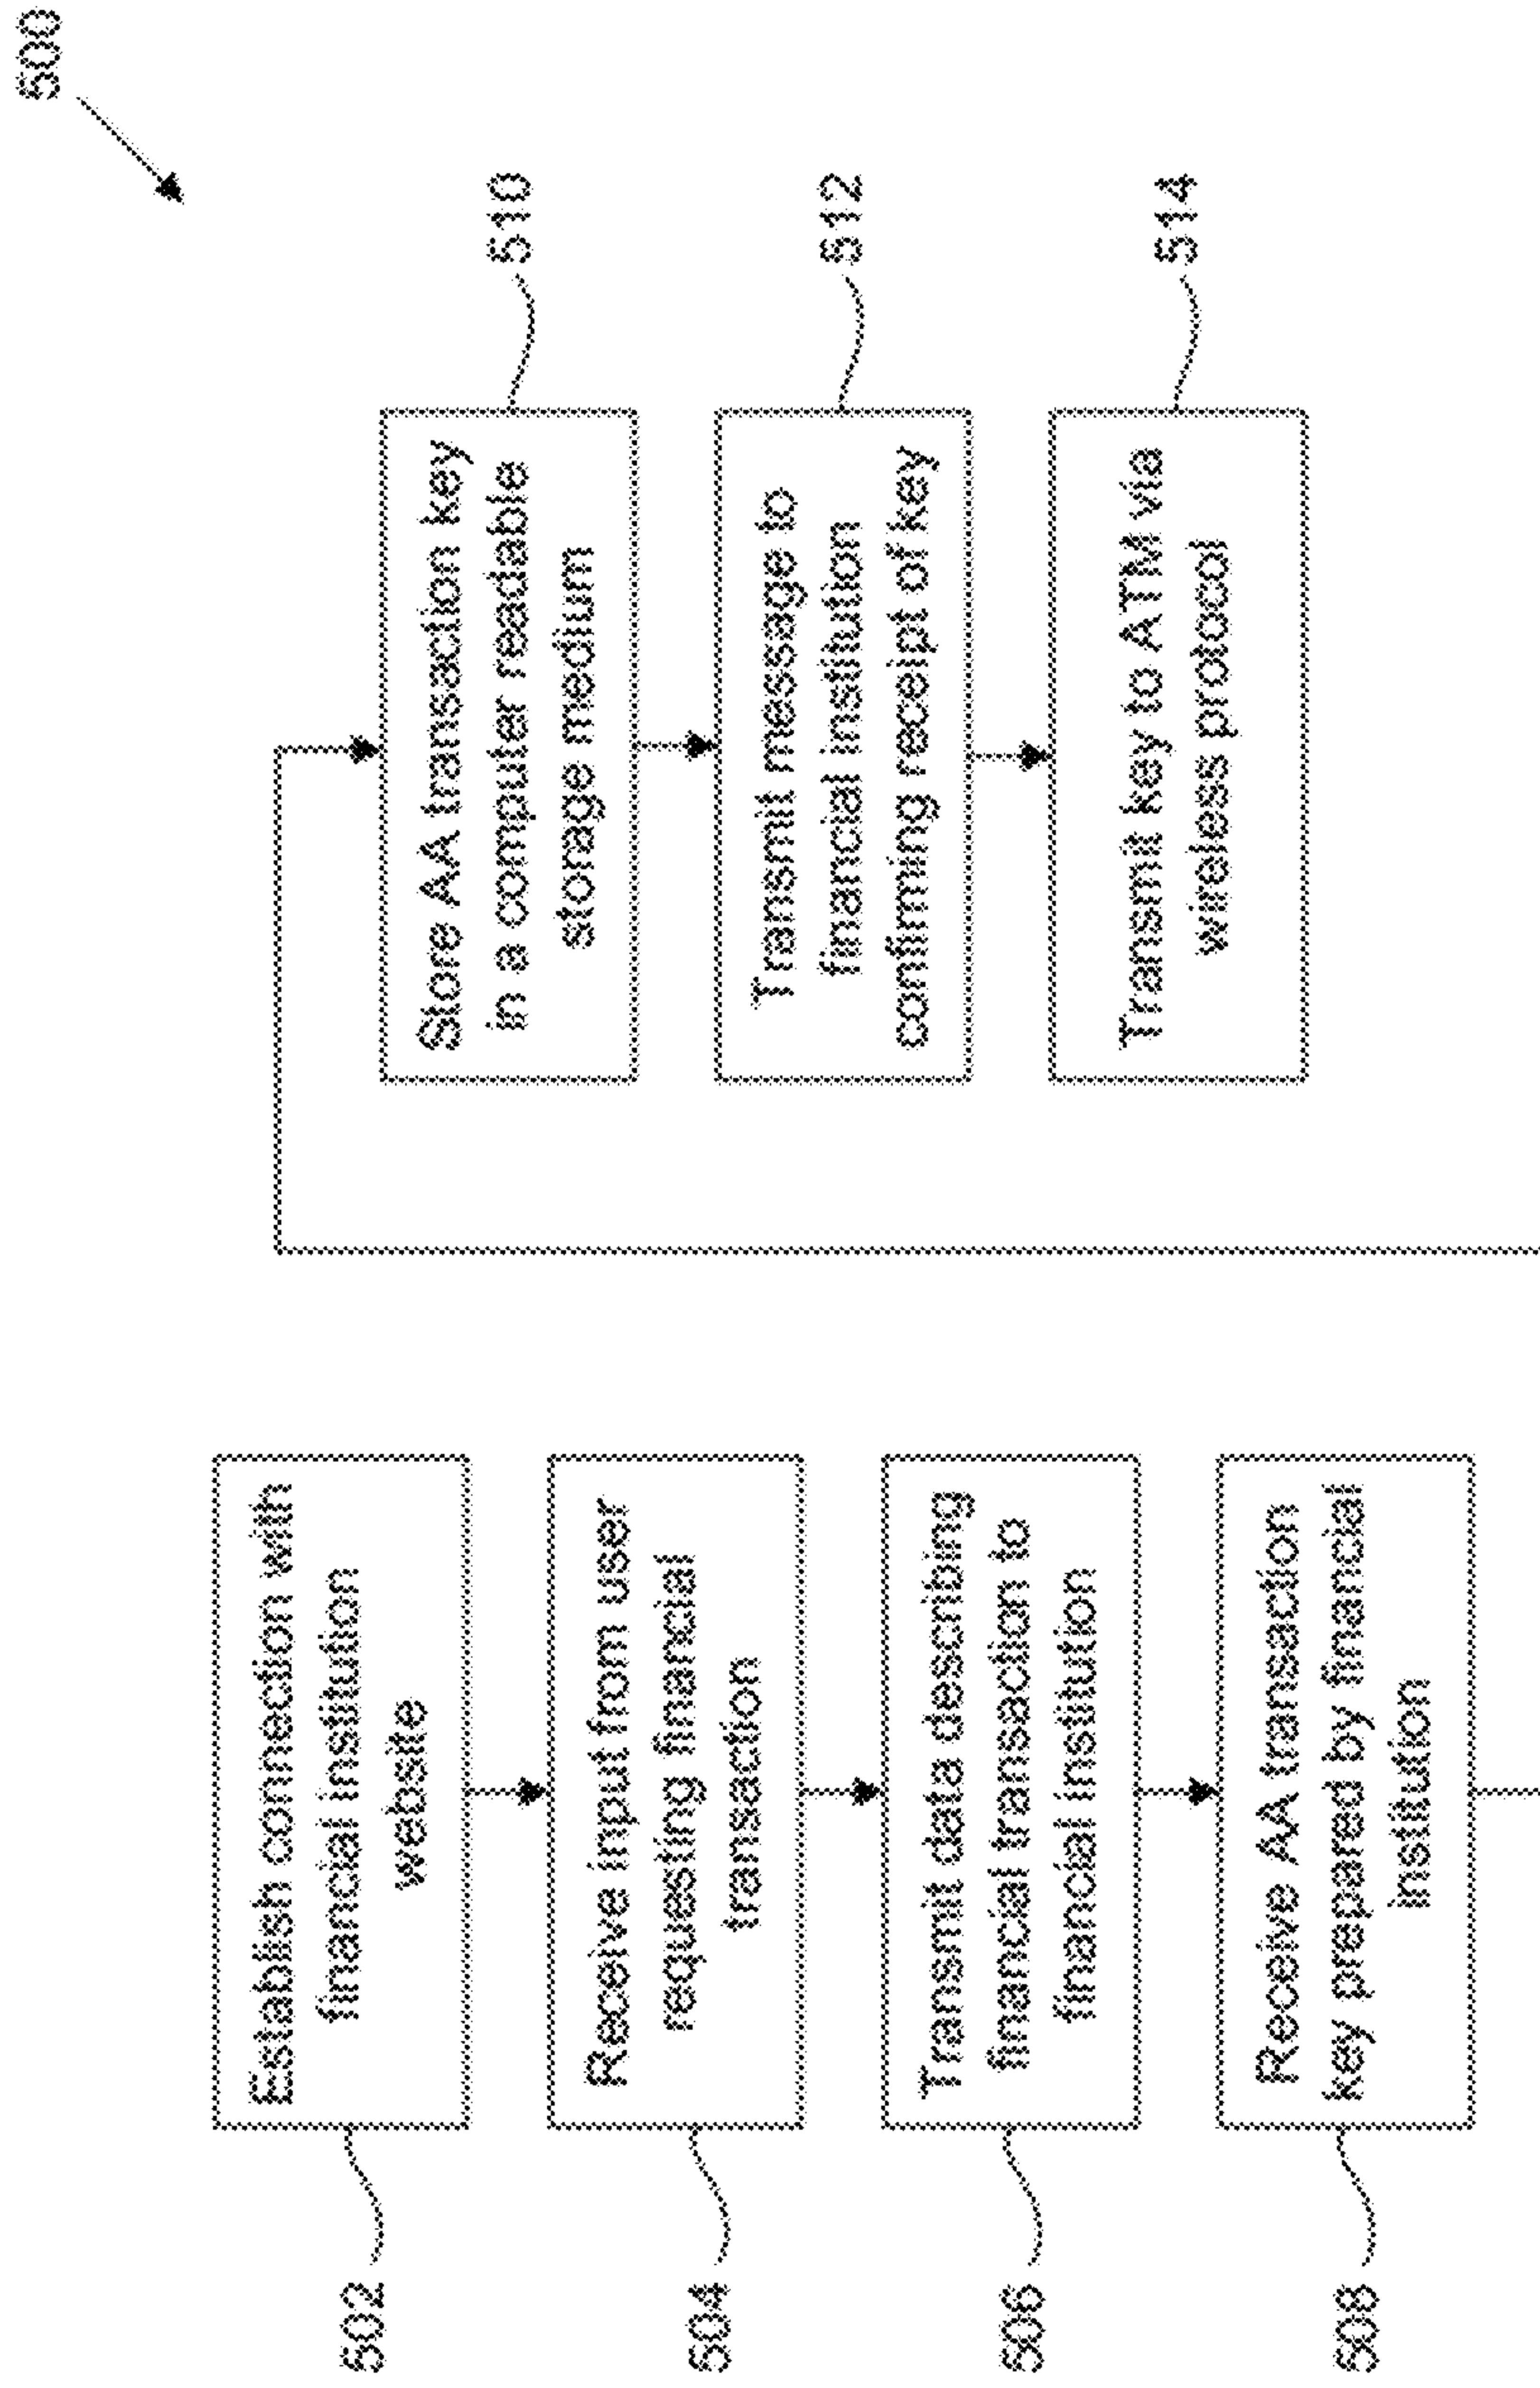 500
502
Establish connection with
financial institution
website
504
Receive input from user
requesting financial
transaction
506
Transmit data describing
financial transaction to
financial institution
508
Receive AA transaction
key prepared by financial
institution
Store AA transaction key
in a computer readable
storage medium
510
Transmit message to
financial institution
confirming receipt of key
512
Transmit key to ATM via
wireless protocol
514